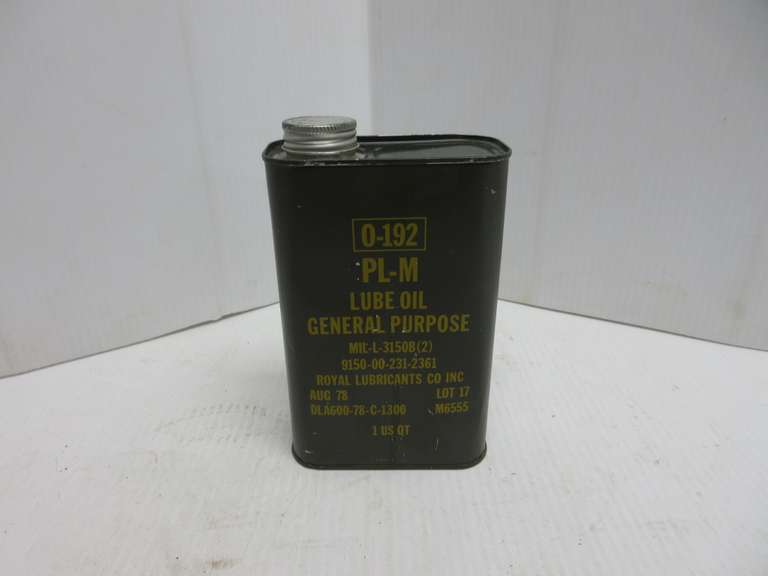 O-192
PL-M
LUBE OIL
GENERAL PURPOSE
MIL-L-3150B(2)
9150-00-231-2361
ROYAL LUBRICANTS CO INC
AUG 78 LOT 17
DLA600-78-C-1300 M6555
1 US QT